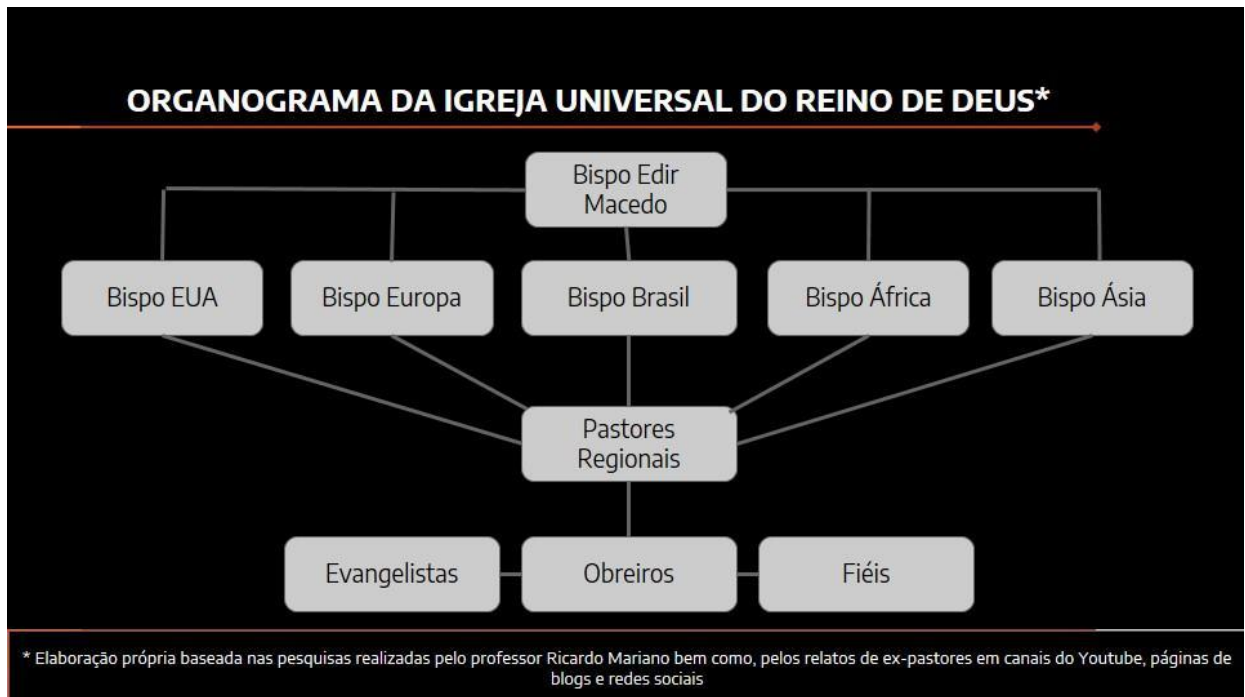 ORGANOGRAMA DA IGREJA UNIVERSAL DO REINO DE DEUS*
Bispo Edir
Macedo
Bispo EUA
Bispo Europa
Bispo Brasil
Bispo África
Bispo Ásia
Pastores
Regionais
Evangelistas
Obreiros
Fiéis
* Elaboração própria baseada nas pesquisas realizadas pelo professor Ricardo Mariano bem como, pelos relatos de ex-pastores em canais do Youtube, páginas de
blogs e redes sociais